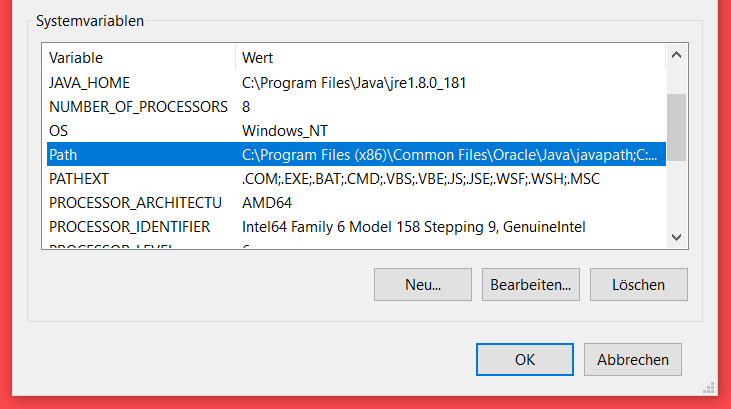 Systemvariablen
Variable Wert
JAVA_HOME C:\Program Files\Java\jre1.8.0_181
NUMBER_OF_PROCESSORS 8
OS Windows_NT
Path C:\Program Files (x86)\Common Files\Oracle\Java\javapath;C:...
PATHEXT .COM;.EXE;.BAT;.CMD;.VBS;.VBE;.JS;.JSE;.WSF;.WSH;.MSC
PROCESSOR_ARCHITECTU AMD64
PROCESSOR_IDENTIFIER Intel64 Family 6 Model 158 Stepping 9, GenuineIntel
PROCESSOR_LEVEL 6
Neu... Bearbeiten... Löschen
OK Abbrechen